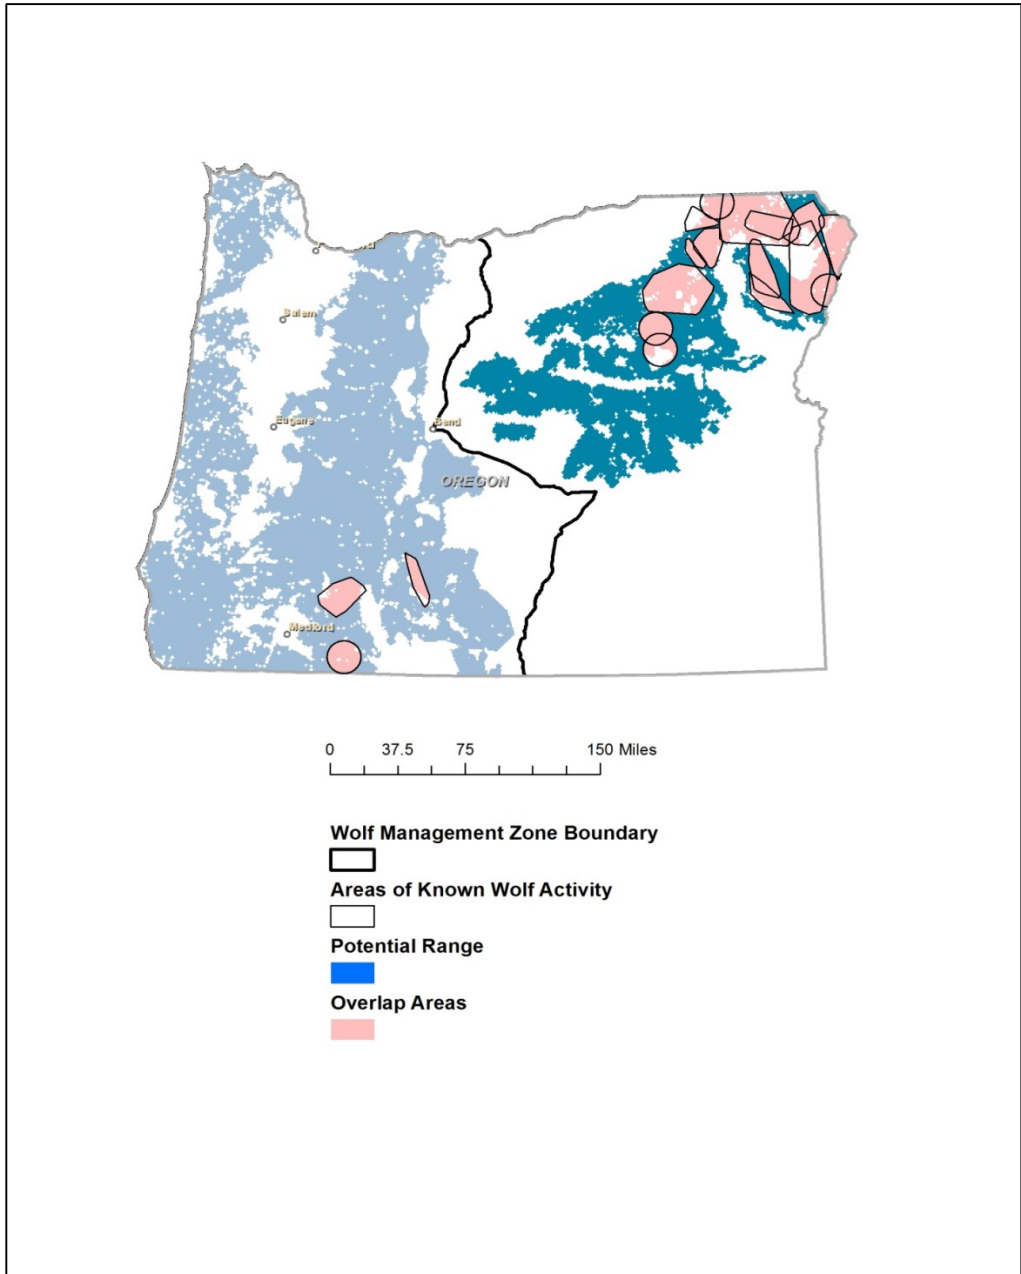 Salem
Eugene
Bend
OREGON
Medford
0 37.5 75 150 Miles
Wolf Management Zone Boundary
Areas of Known Wolf Activity
Potential Range
Overlap Areas